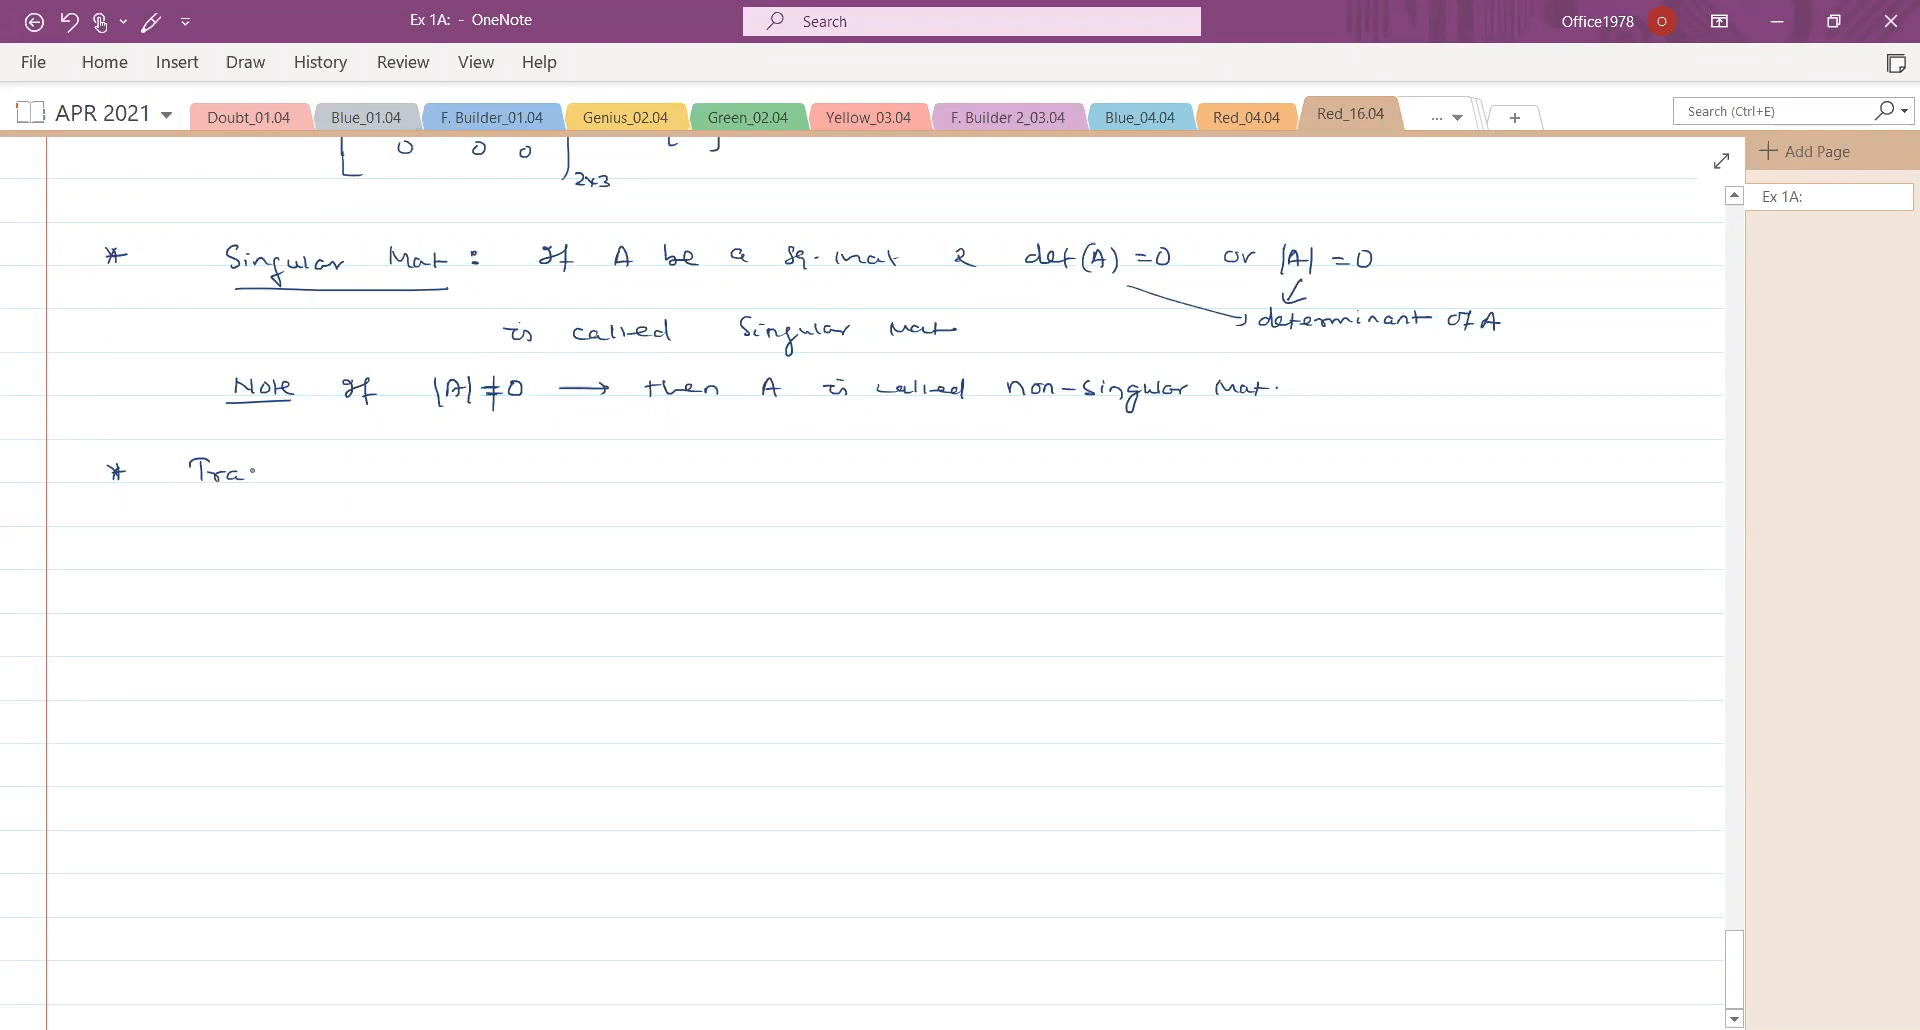 Ex 1A: - OneNote
Search
Office1978
O
File Home Insert Draw History Review View Help
APR 2021
Doubt_01.04
Blue_01.04
F. Builder_01.04
Genius_02.04
Green_02.04
Yellow_03.04
F. Builder 2_03.04
Blue_04.04
Red_04.04
Red_16.04
...
+
Search (Ctrl+E)
+ Add Page
Ex 1A:
0 0 0
2×3
* Singular Mat : If A be a sq. mat & det(A) = 0 or |A| = 0
→ determinant of A
is called Singular Mat
Note If |A| ≠ 0 → then A is called non-singular Mat.
* Tra